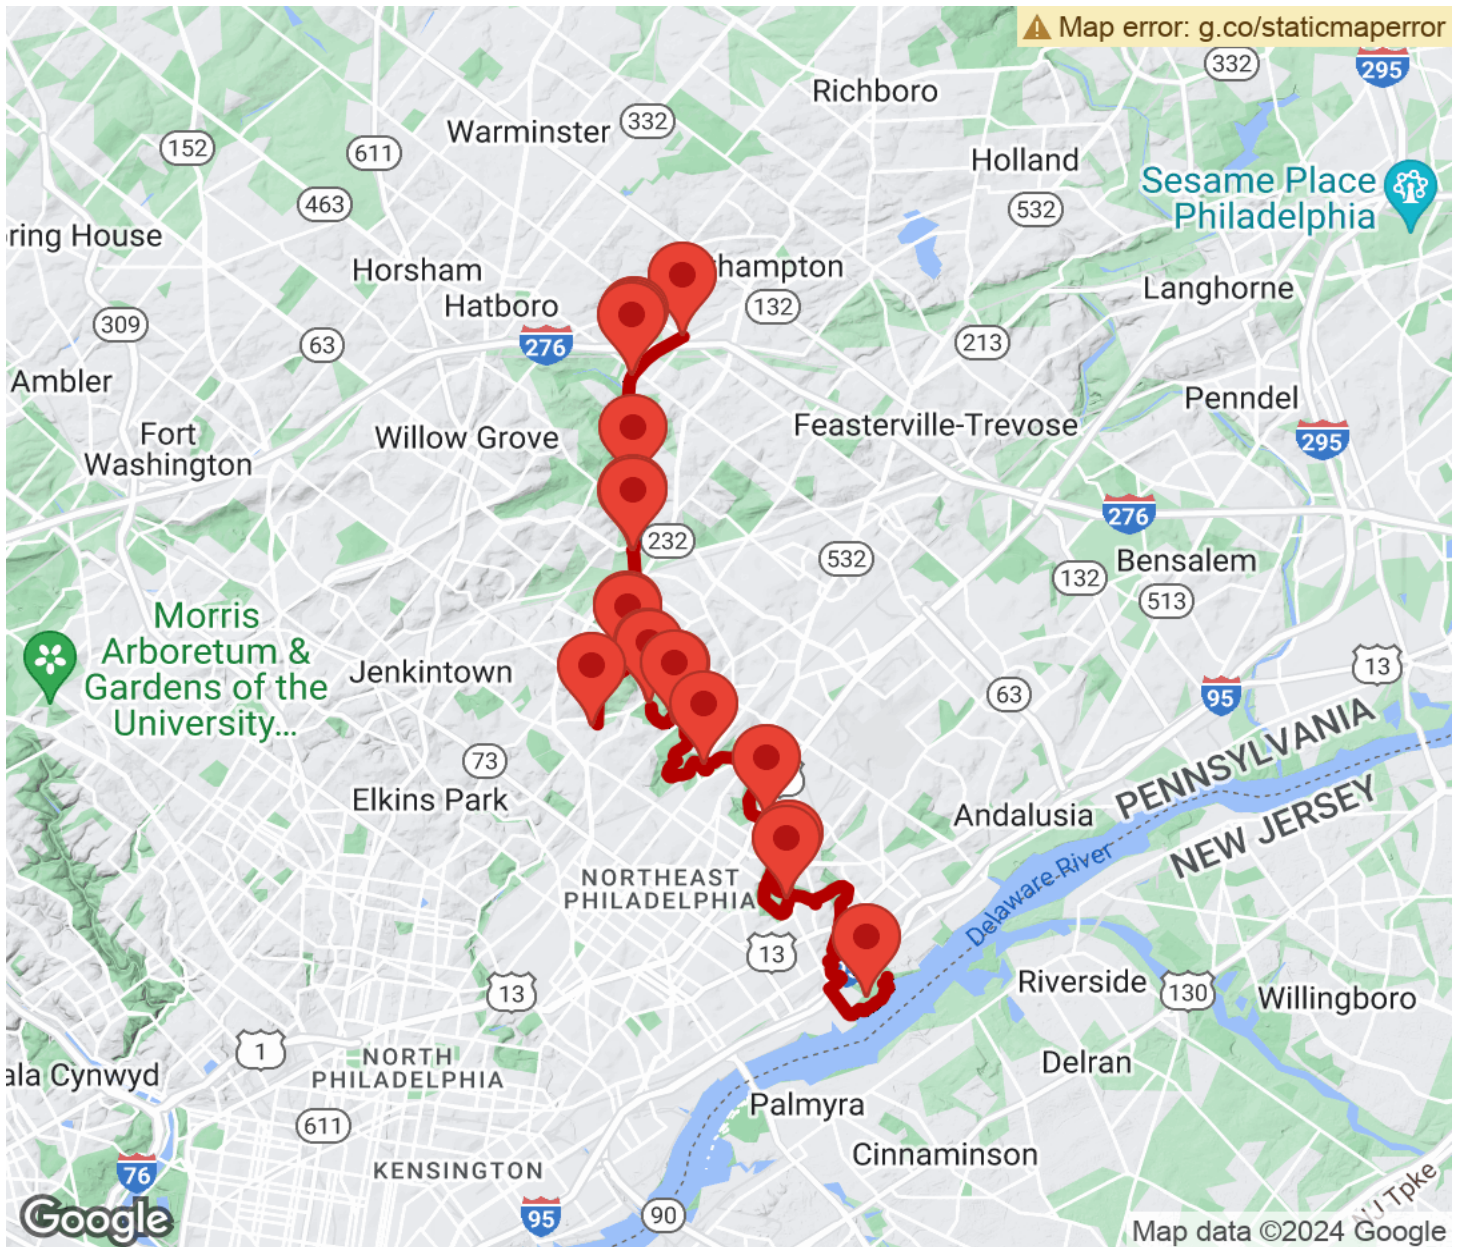 Map error: g.co/staticmaperror
332
295
Richboro
Warminster
332
152
611
Holland
Sesame Place
Philadelphia
463
532
ring House
Horsham
hampton
Hatboro
132
Langhorne
309
63
276
213
Ambler
Penndel
Fort
Washington
Willow Grove
Feasterville-Trevose
295
276
232
532
Bensalem
132
513
Morris
Arboretum &
Gardens of the
University...
Jenkintown
13
63
95
PENNSYLVANIA
73
Elkins Park
Andalusia
NEW JERSEY
NORTHEAST
PHILADELPHIA
Delaware River
13
13
Riverside
130
Willingboro
1
NORTH
PHILADELPHIA
ala Cynwyd
Delran
611
Palmyra
KENSINGTON
Cinnaminson
76
95
90
NJ Tpke
Google
Map data ©2024 Google